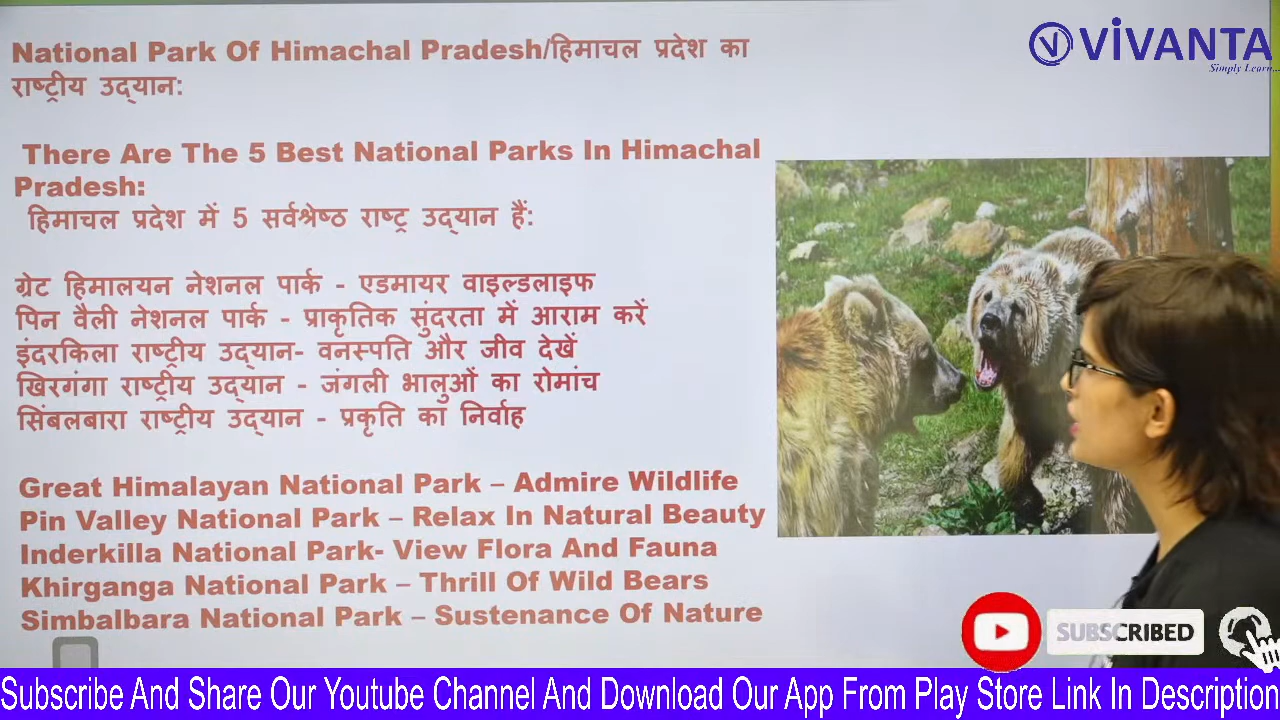 National Park Of Himachal Pradesh/हिमाचल प्रदेश का
राष्ट्रीय उद्यान:
There Are The 5 Best National Parks In Himachal
Pradesh:
हिमाचल प्रदेश में 5 सर्वश्रेष्ठ राष्ट्र उद्यान हैं:
ग्रेट हिमालयन नेशनल पार्क - एडमायर वाइल्डलाइफ
पिन वैली नेशनल पार्क - प्राकृतिक सुंदरता में आराम करें
इंदरकिला राष्ट्रीय उद्यान- वनस्पति और जीव देखें
खिरगंगा राष्ट्रीय उद्यान - जंगली भालुओं का रोमांच
सिंबलबारा राष्ट्रीय उद्यान - प्रकृति का निर्वाह
Great Himalayan National Park – Admire Wildlife
Pin Valley National Park – Relax In Natural Beauty
Inderkilla National Park- View Flora And Fauna
Khirganga National Park – Thrill Of Wild Bears
Simbalbara National Park – Sustenance Of Nature
VIVANTA
Simply Learn...
SUBSCRIBED
Subscribe And Share Our Youtube Channel And Download Our App From Play Store Link In Description